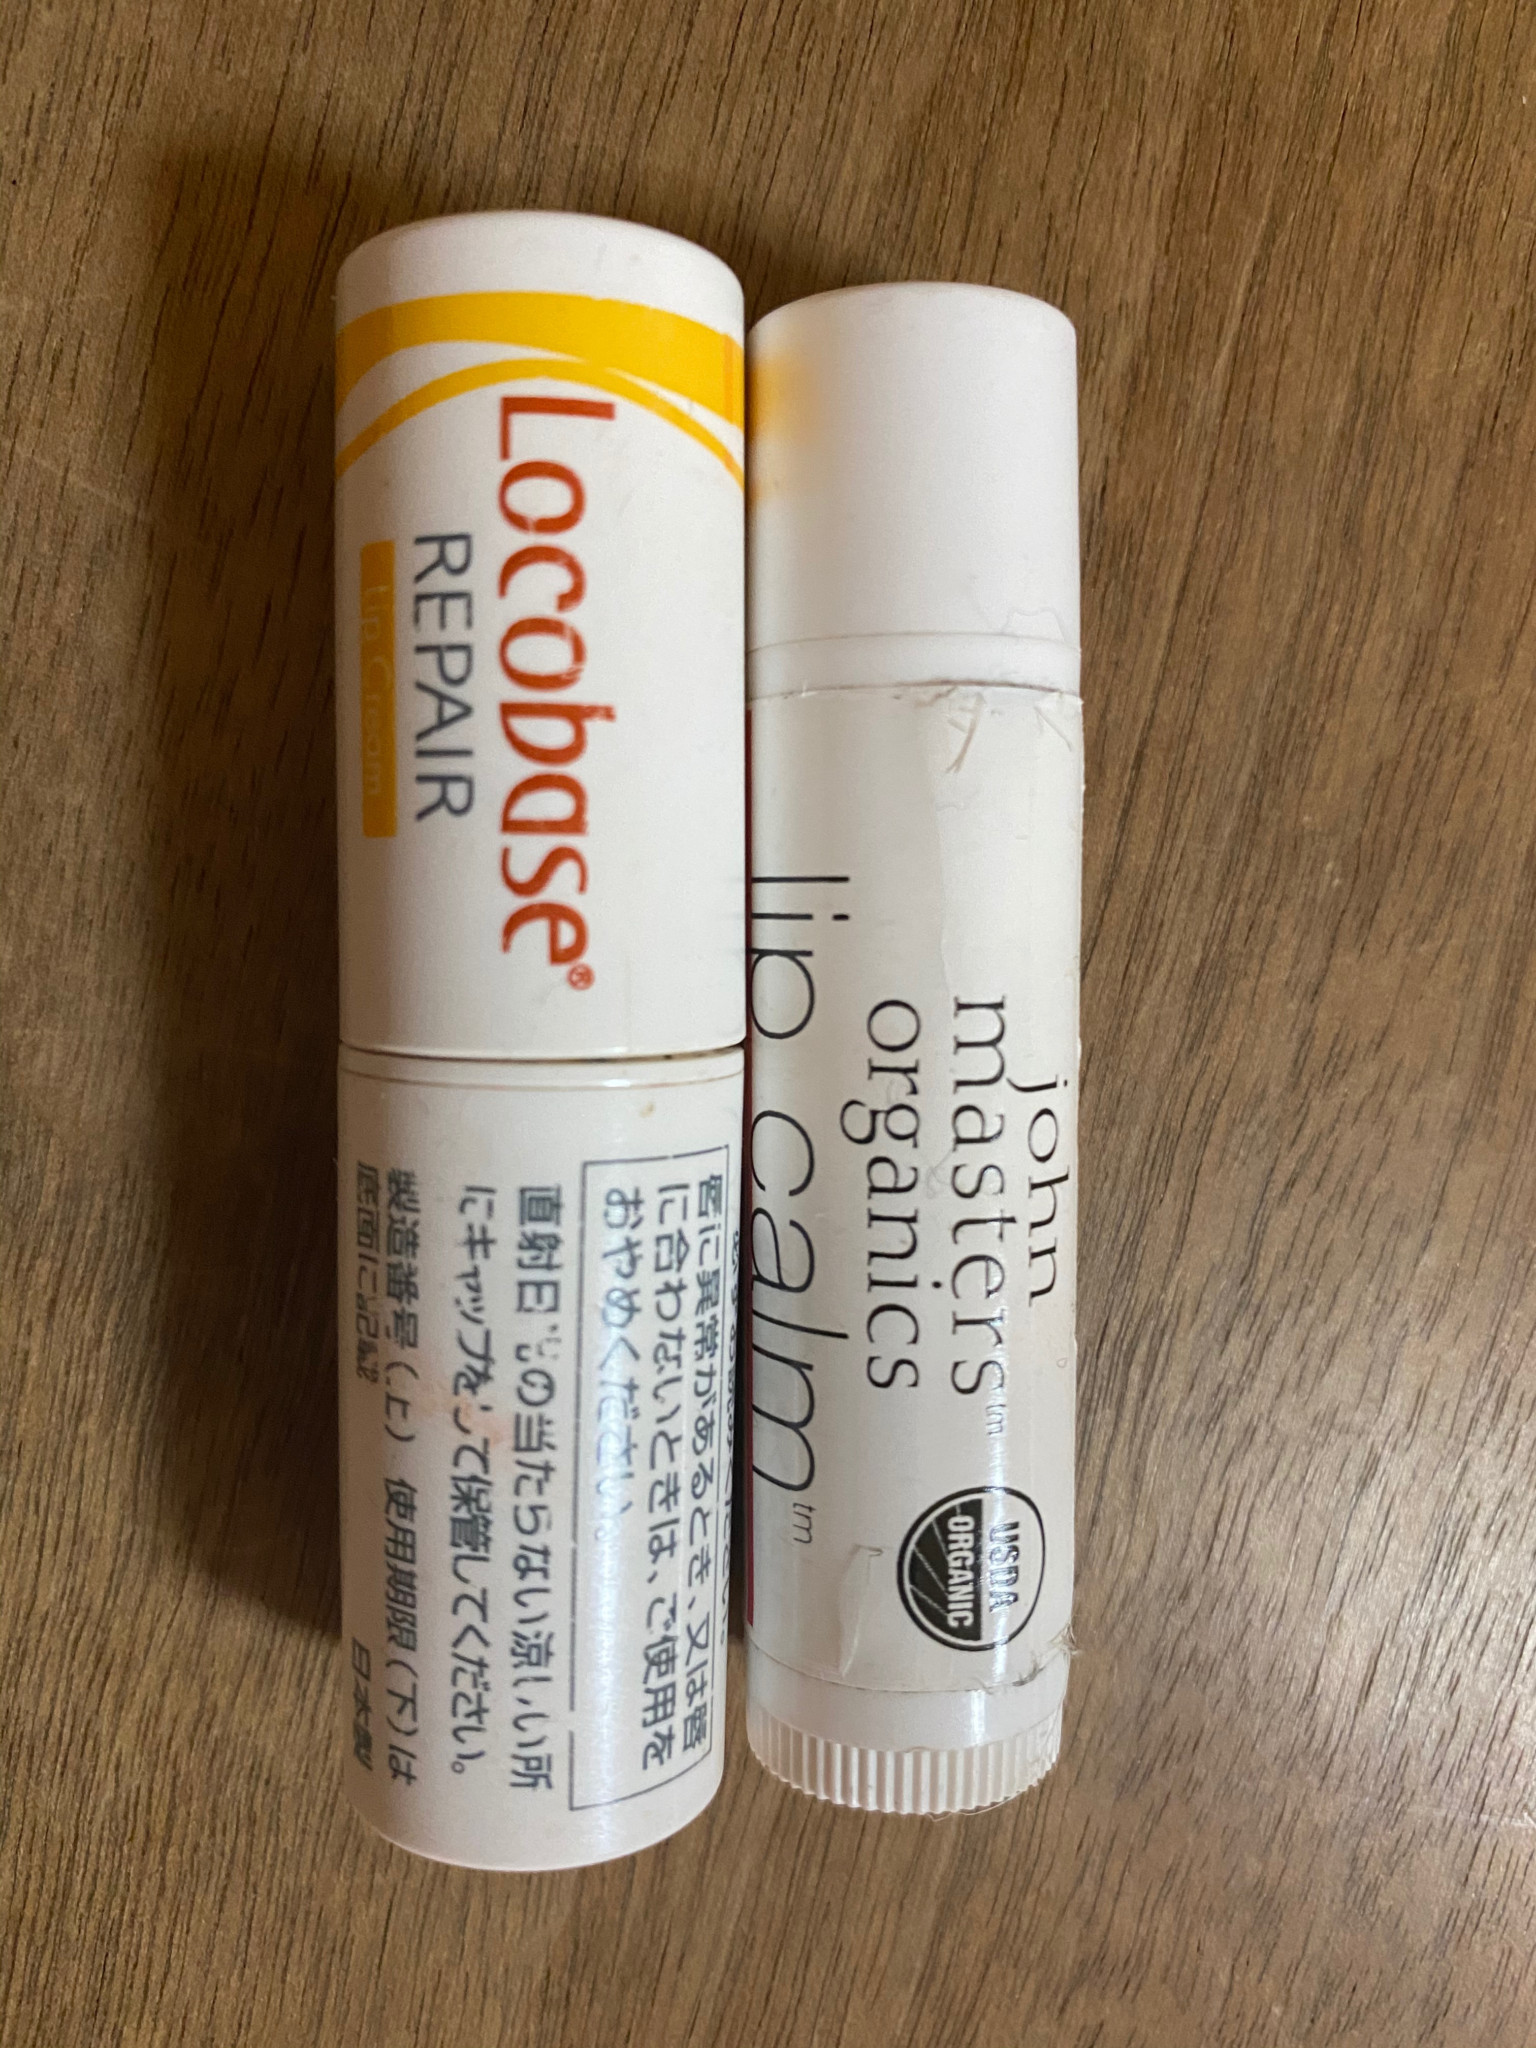 Locobase®
REPAIR
Lip Cream
唇に異常があるとき、又は唇
に合わないときは、ご使用を
おやめください。
直射日の当たらない涼しい所
にキャップをして保管してください。
製造番号(上) 使用期限(下)は
底面に記
日本製
john
masters
organics™
lip calm™
USDA
ORGANIC